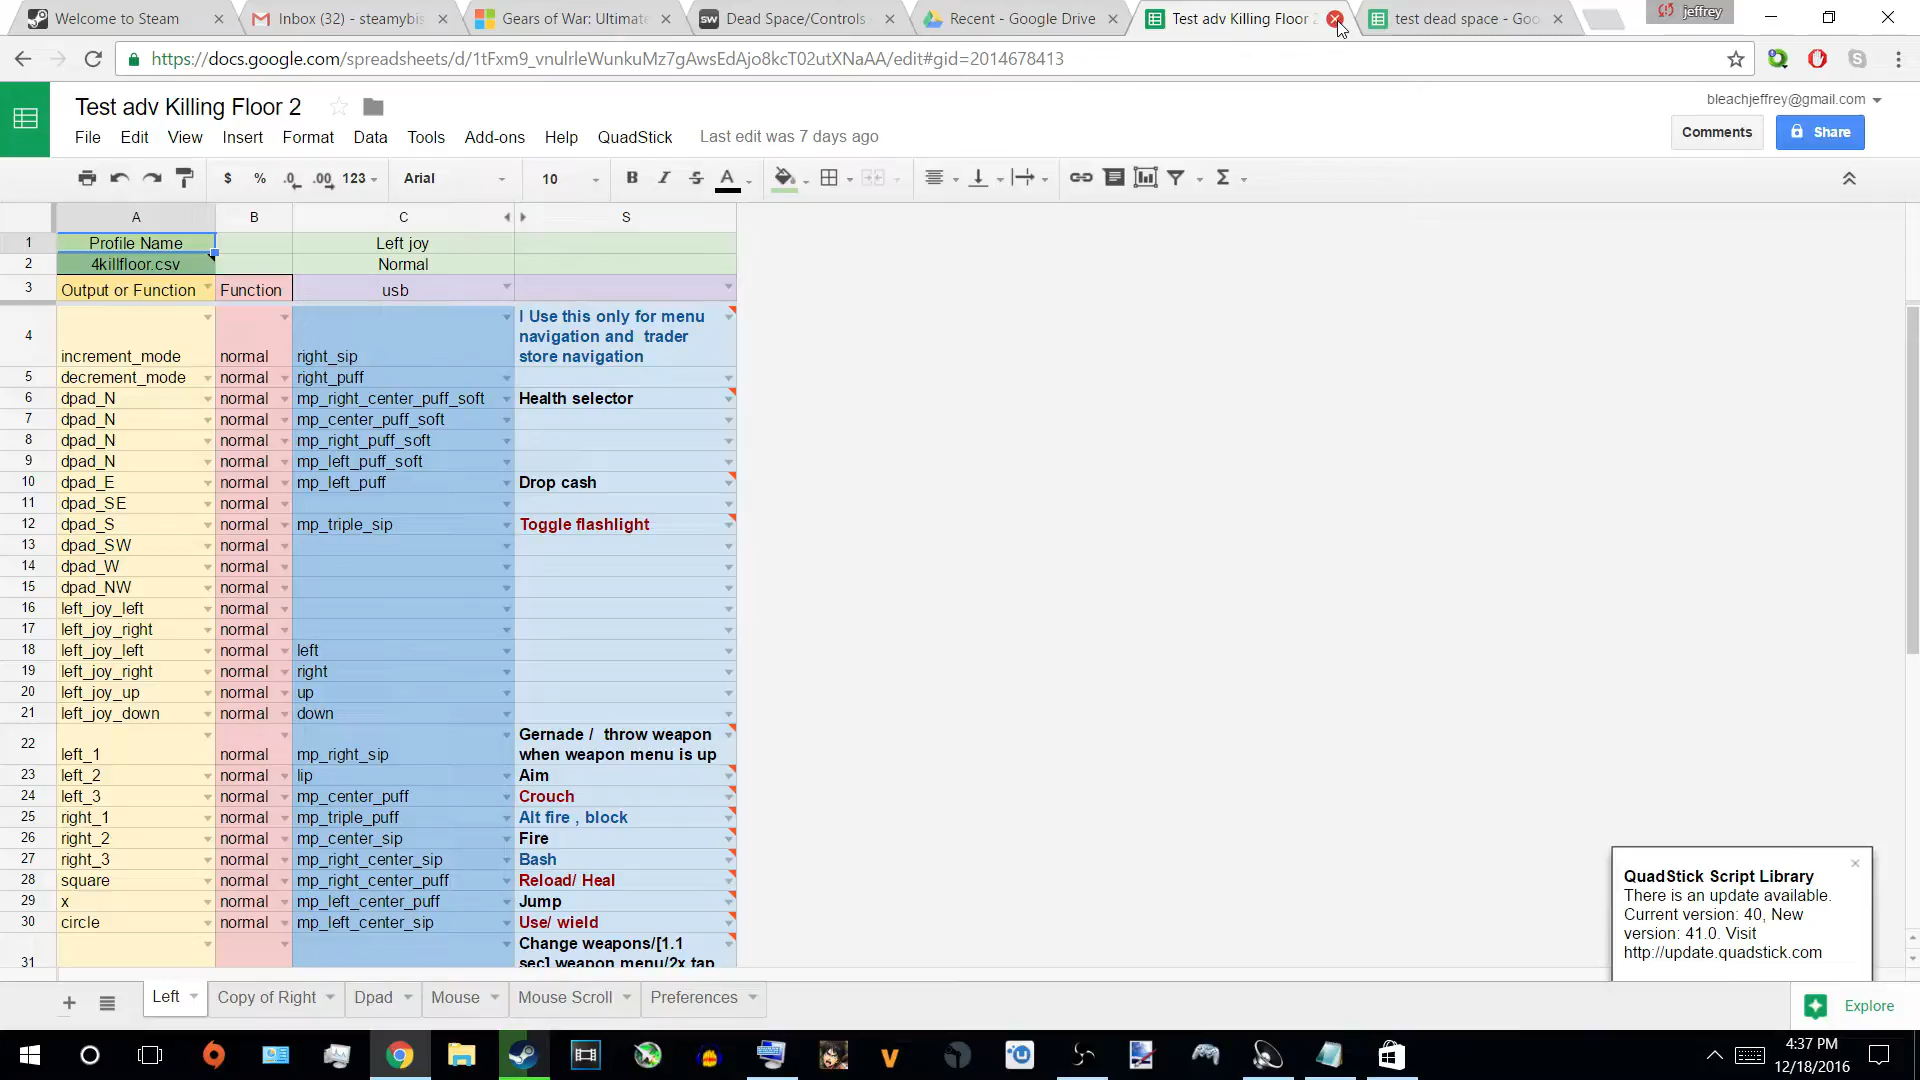 Welcome to Steam
Inbox (32) - steamybis
Gears of War: Ultimate
Dead Space/Controls
Recent - Google Drive
Test adv Killing Floor 2
test dead space - Goo
jeffrey
https://docs.google.com/spreadsheets/d/1tFxm9_vnulrleWunkuMz7gAwsEdAjo8kcT02utXNaAA/edit#gid=2014678413
Test adv Killing Floor 2
bleachjeffrey@gmail.com
File Edit View Insert Format Data Tools Add-ons Help QuadStick Last edit was 7 days ago
Comments
Share
$ % .0 .00 123 Arial 10 B I S A Σ
A B C S
1 Profile Name Left joy
2 4killfloor.csv Normal
3 Output or Function Function usb
I Use this only for menu
navigation and trader
store navigation
4 increment_mode normal right_sip
5 decrement_mode normal right_puff
6 dpad_N normal mp_right_center_puff_soft Health selector
7 dpad_N normal mp_center_puff_soft
8 dpad_N normal mp_right_puff_soft
9 dpad_N normal mp_left_puff_soft
10 dpad_E normal mp_left_puff Drop cash
11 dpad_SE normal
12 dpad_S normal mp_triple_sip Toggle flashlight
13 dpad_SW normal
14 dpad_W normal
15 dpad_NW normal
16 left_joy_left normal
17 left_joy_right normal
18 left_joy_left normal left
19 left_joy_right normal right
20 left_joy_up normal up
21 left_joy_down normal down
Gernade / throw weapon
when weapon menu is up
22 left_1 normal mp_right_sip
23 left_2 normal lip Aim
24 left_3 normal mp_center_puff Crouch
25 right_1 normal mp_triple_puff Alt fire , block
26 right_2 normal mp_center_sip Fire
27 right_3 normal mp_right_center_sip Bash
28 square normal mp_right_center_puff Reload/ Heal
29 x normal mp_left_center_puff Jump
30 circle normal mp_left_center_sip Use/ wield
Change weapons/[1.1
31 sec] weapon menu/2x tap
QuadStick Script Library
There is an update available.
Current version: 40, New
version: 41.0. Visit
http://update.quadstick.com
Left Copy of Right Dpad Mouse Mouse Scroll Preferences
Explore
4:37 PM
12/18/2016